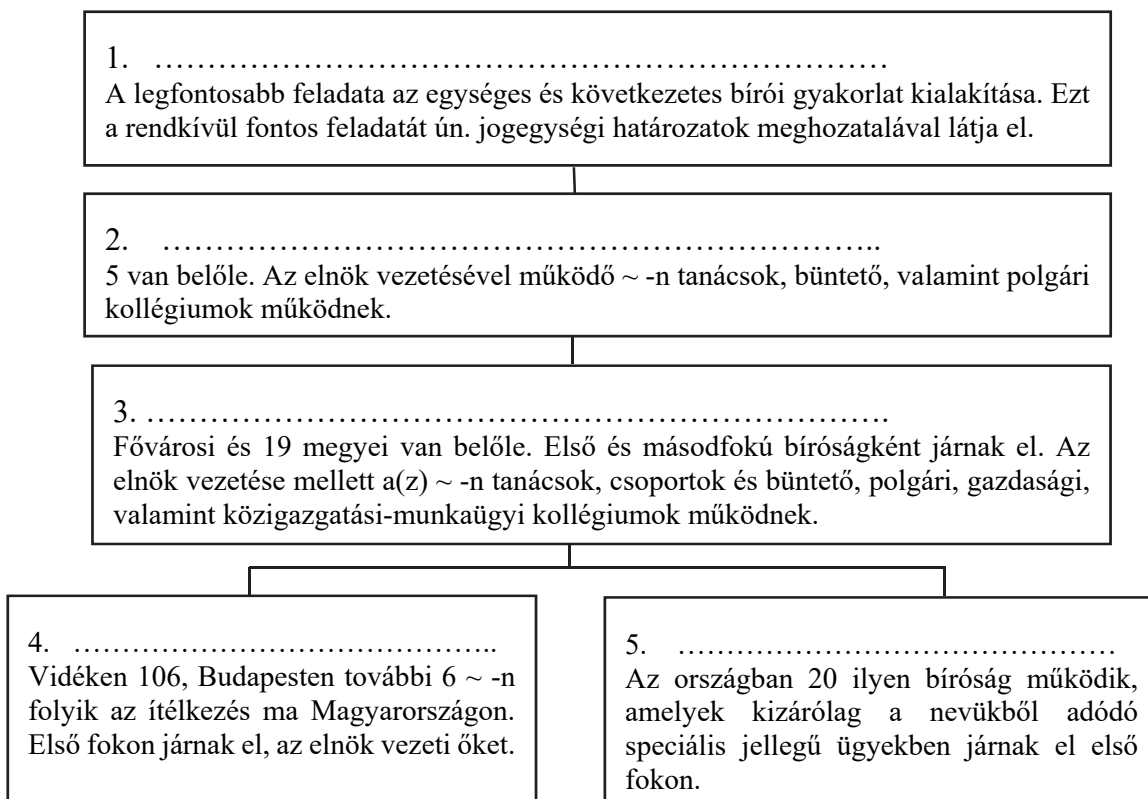 1. ……………………………………………………………
A legfontosabb feladata az egységes és következetes bírói gyakorlat kialakítása. Ezt
a rendkívül fontos feladatát ún. jogegységi határozatok meghozatalával látja el.
2. …………………………………………………………..
5 van belőle. Az elnök vezetésével működő ~ -n tanácsok, büntető, valamint polgári
kollégiumok működnek.
3. …………………………………………………………….
Fővárosi és 19 megyei van belőle. Első és másodfokú bíróságként járnak el. Az
elnök vezetése mellett a(z) ~ -n tanácsok, csoportok és büntető, polgári, gazdasági,
valamint közigazgatási-munkaügyi kollégiumok működnek.
4. …………………………………..
Vidéken 106, Budapesten további 6 ~ -n
folyik az ítélkezés ma Magyarországon.
Első fokon járnak el, az elnök vezeti őket.
5. ……………………………………
Az országban 20 ilyen bíróság működik,
amelyek kizárólag a nevükből adódó
speciális jellegű ügyekben járnak el első
fokon.